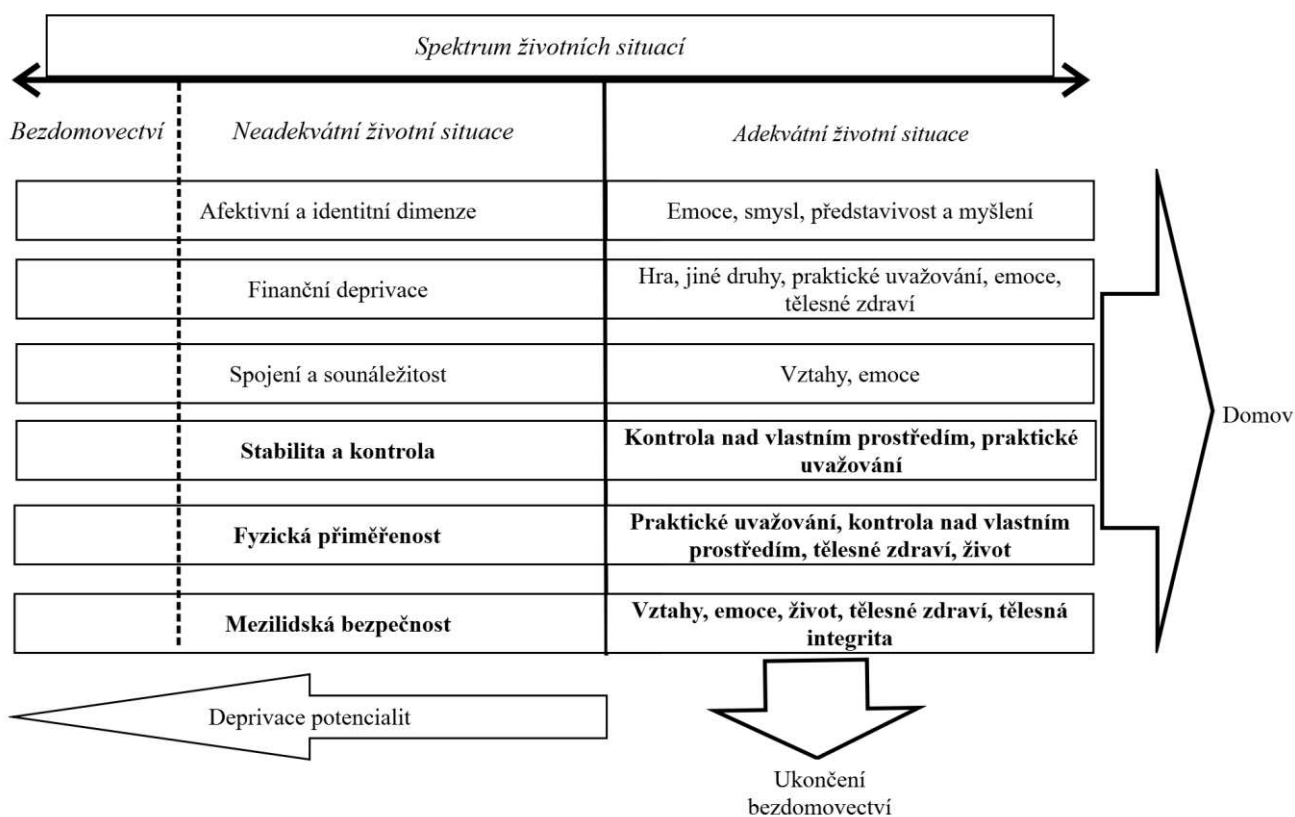 Spektrum životních situací
Bezdomovectví
Neadekvátní životní situace
Adekvátní životní situace
Afektivní a identitní dimenze
Emoce, smysl, představivost a myšlení
Finanční deprivace
Hra, jiné druhy, praktické uvažování, emoce,
tělesné zdraví
Spojení a sounáležitost
Vztahy, emoce
Domov
Stabilita a kontrola
Kontrola nad vlastním prostředím, praktické
uvažování
Fyzická přiměřenost
Praktické uvažování, kontrola nad vlastním
prostředím, tělesné zdraví, život
Mezilidská bezpečnost
Vztahy, emoce, život, tělesné zdraví, tělesná
integrita
Deprivace potencialit
Ukončení
bezdomovectví